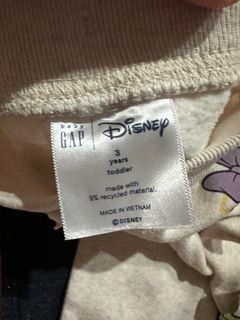 baby
GAP
Disney
3
years
toddler
made with
9% recycled material.
MADE IN VIETNAM
©DISNEY